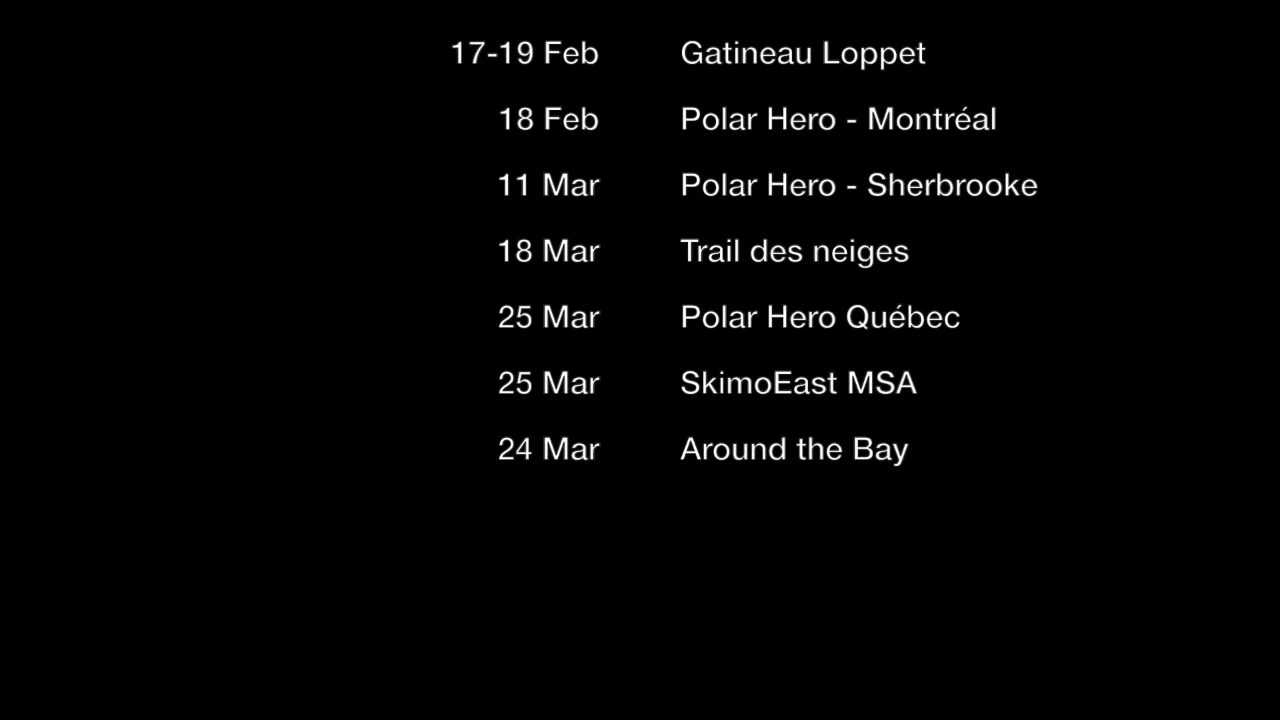 17-19 Feb Gatineau Loppet
18 Feb Polar Hero - Montréal
11 Mar Polar Hero - Sherbrooke
18 Mar Trail des neiges
25 Mar Polar Hero Québec
25 Mar SkimoEast MSA
24 Mar Around the Bay